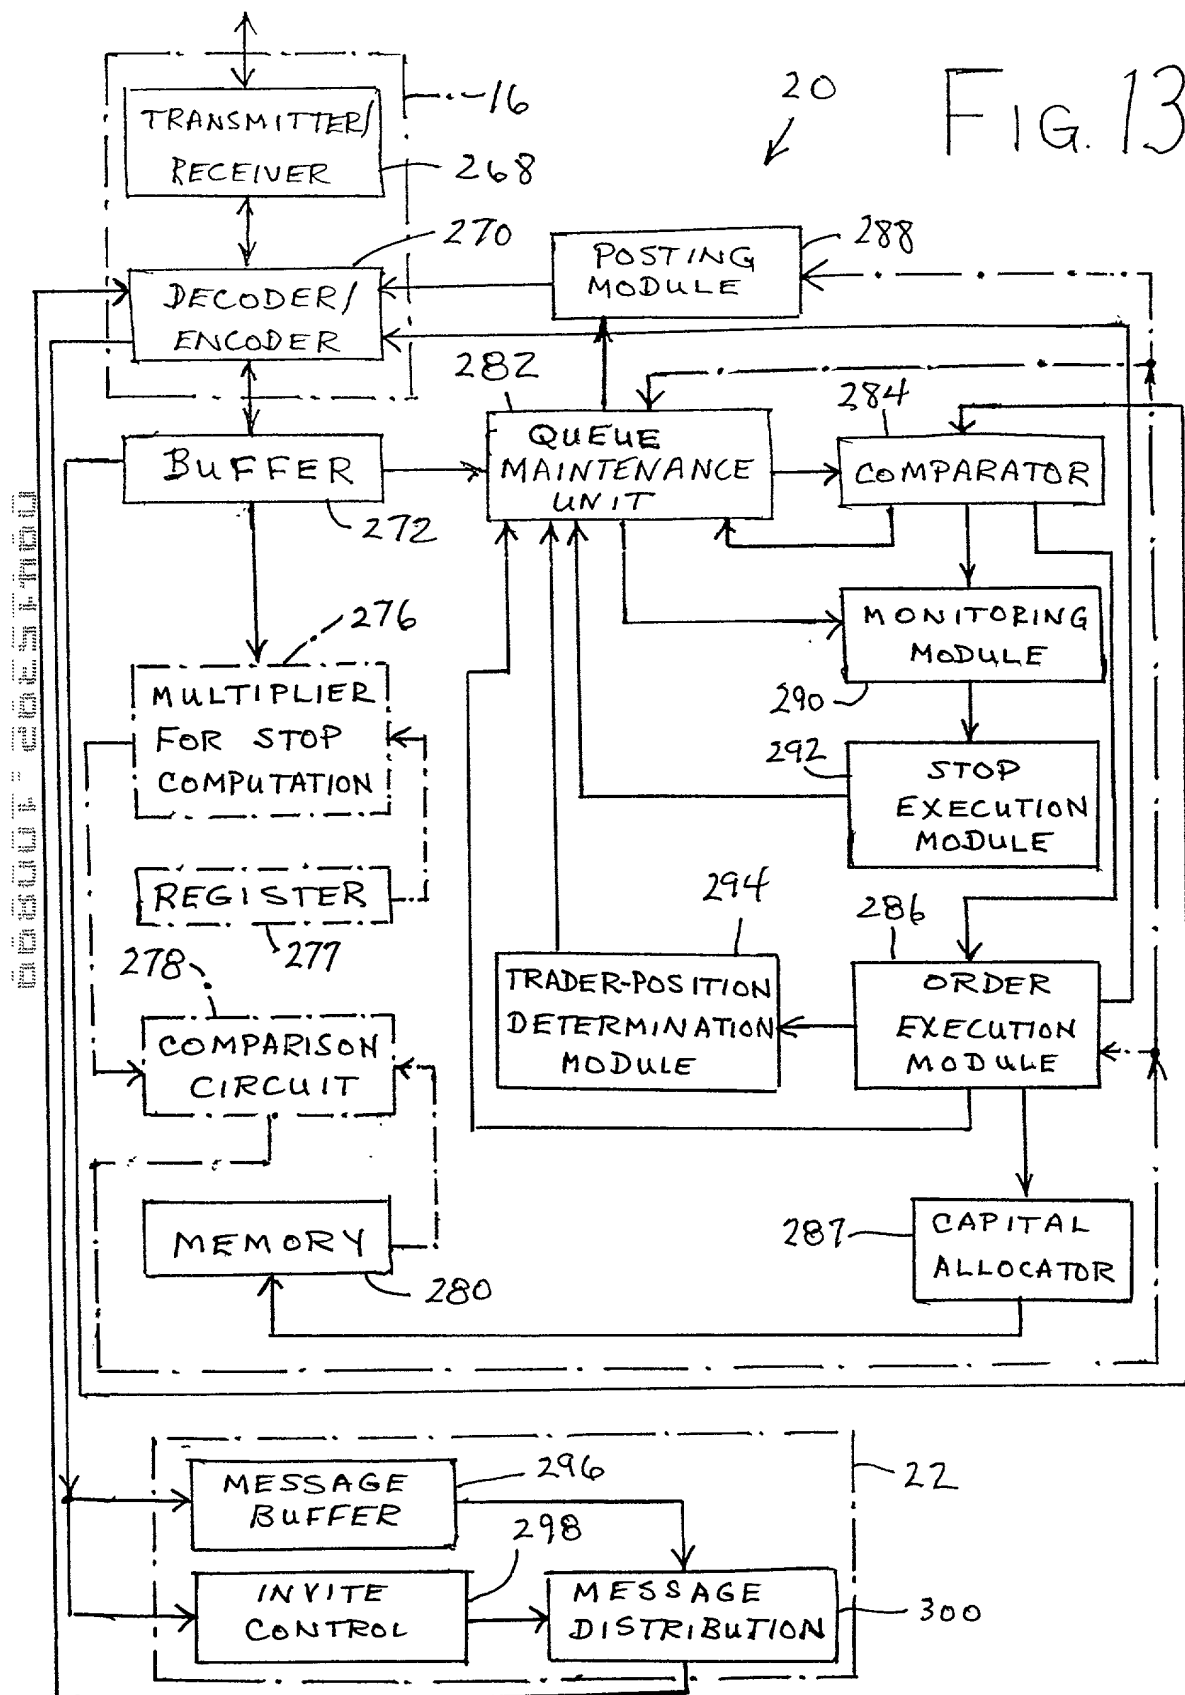 FIG. 13
20
16
TRANSMITTER/
RECEIVER
268
270
DECODER/
ENCODER
POSTING
MODULE
288
282
QUEUE
MAINTENANCE
UNIT
284
COMPARATOR
BUFFER
272
276
MULTIPLIER
FOR STOP
COMPUTATION
MONITORING
MODULE
290
292
STOP
EXECUTION
MODULE
REGISTER
277
294
286
278
COMPARISON
CIRCUIT
TRADER-POSITION
DETERMINATION
MODULE
ORDER
EXECUTION
MODULE
MEMORY
280
287
CAPITAL
ALLOCATOR
MESSAGE
BUFFER
296
22
298
INVITE
CONTROL
MESSAGE
DISTRIBUTION
300